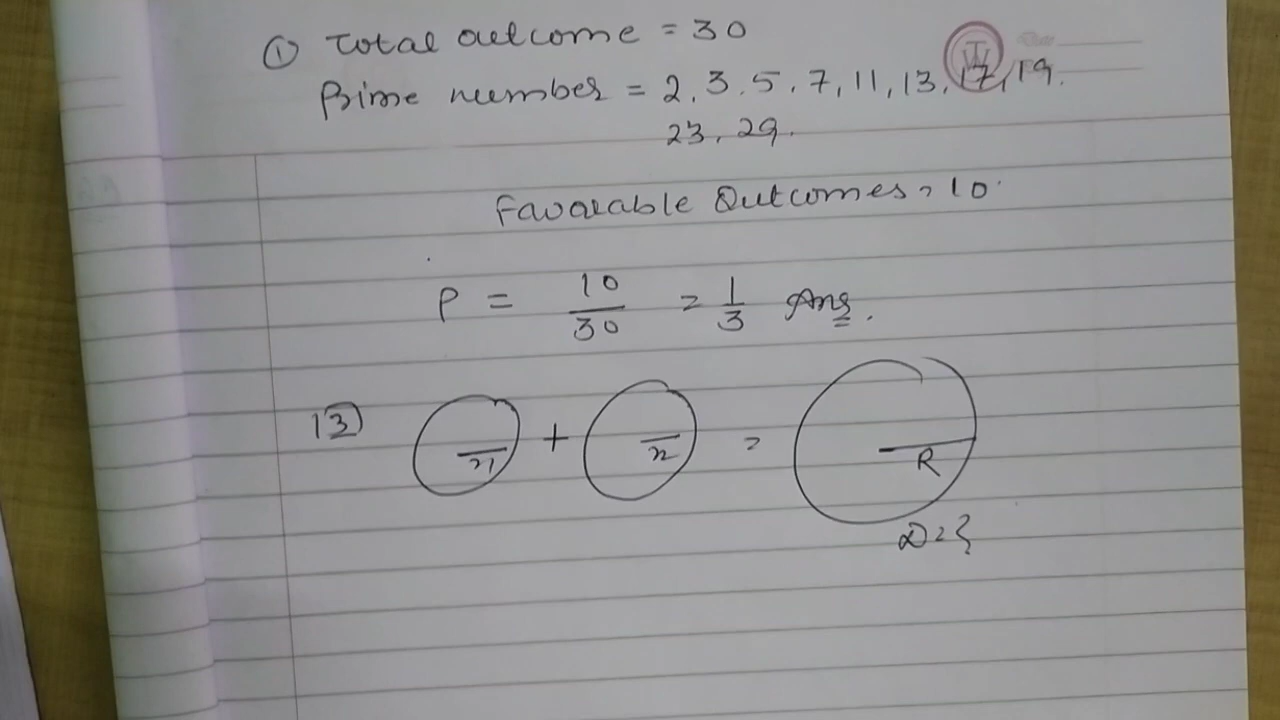 ① Total outcome = 30
Prime number = 2, 3, 5, 7, 11, 13, 17, 19.
23, 29.
Favorable Outcomes = 10.
P = 10/30 = 1/3 Ans.
13)
r1 + r2 = R
D = ?